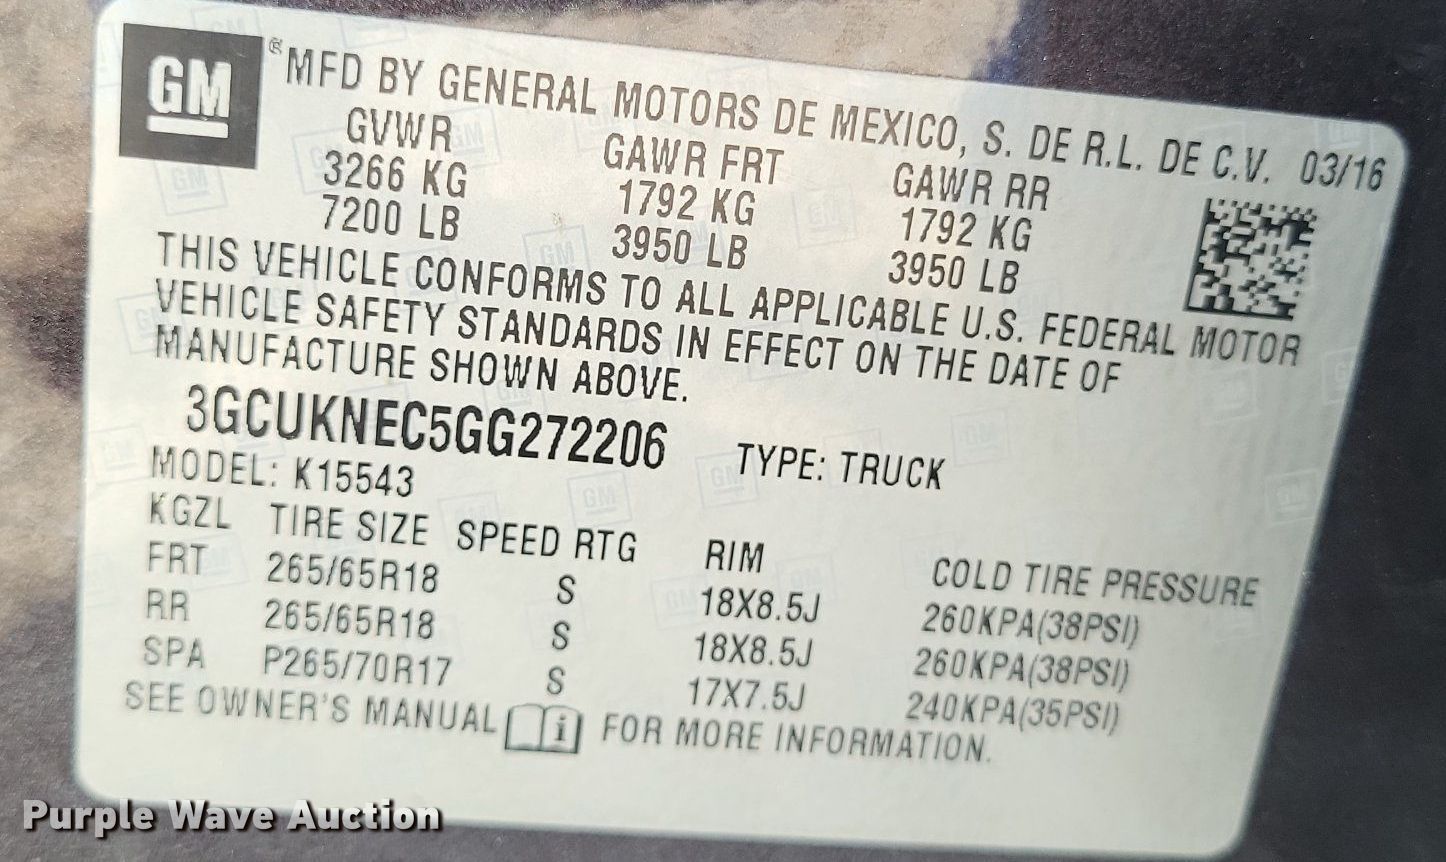 GM ® MFD BY GENERAL MOTORS DE MEXICO, S. DE R.L. DE C.V. 03/16
GVWR GAWR FRT GAWR RR
3266 KG 1792 KG 1792 KG
7200 LB 3950 LB 3950 LB
THIS VEHICLE CONFORMS TO ALL APPLICABLE U.S. FEDERAL MOTOR
VEHICLE SAFETY STANDARDS IN EFFECT ON THE DATE OF
MANUFACTURE SHOWN ABOVE.
3GCUKNEC5GG272206 TYPE: TRUCK
MODEL: K15543
KGZL TIRE SIZE SPEED RTG RIM COLD TIRE PRESSURE
FRT 265/65R18 S 18X8.5J 260KPA(38PSI)
RR 265/65R18 S 18X8.5J 260KPA(38PSI)
SPA P265/70R17 S 17X7.5J 240KPA(35PSI)
SEE OWNER'S MANUAL i FOR MORE INFORMATION.
Purple Wave Auction